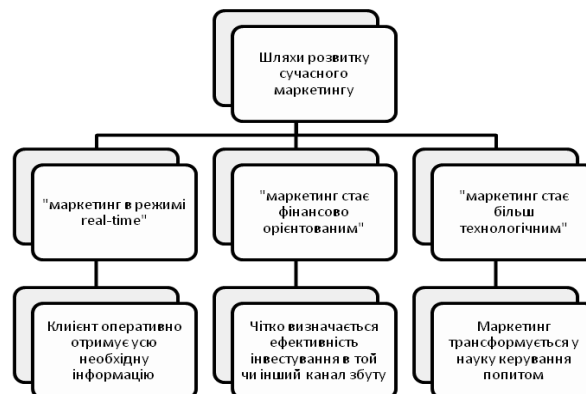 Шляхи розвитку
сучасного
маркетингу
"маркетинг в режимі
real-time"
"маркетинг стає
фінансово
орієнтованим"
"маркетинг стає
більш
технологічним"
Клиієнт оперативно
отримує усю
необхідну
інформацію
Чітко визначається
ефективність
інвестування в той
чи інший канал збуту
Маркетинг
трансформується у
науку керування
попитом